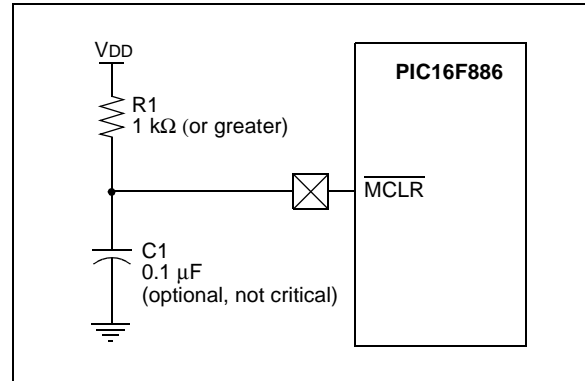 VDD
PIC16F886
R1
1 kΩ (or greater)
MCLR
C1
0.1 μF
(optional, not critical)